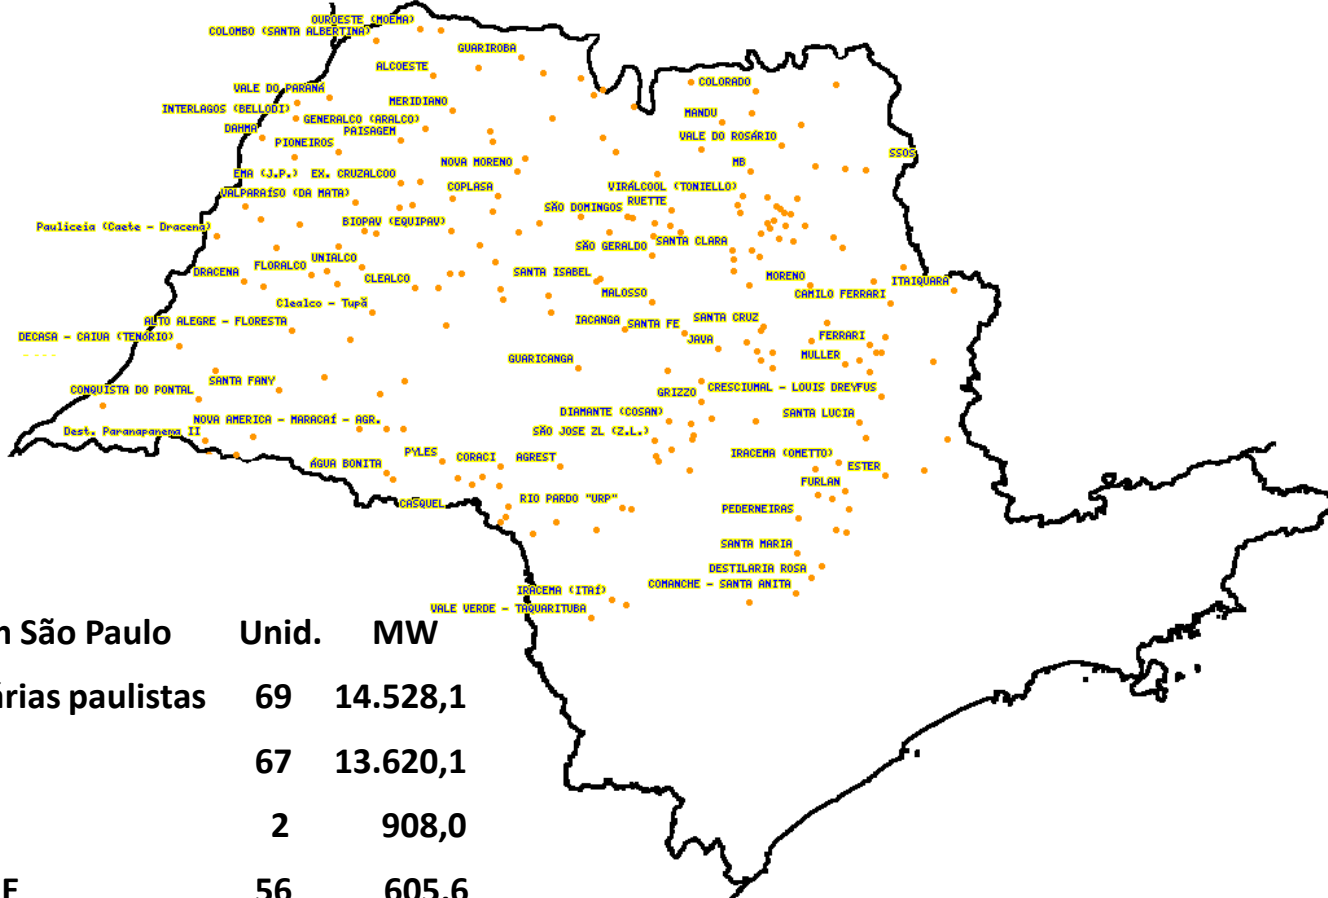 OUROESTE (MOEMA)
COLOMBO (SANTA ALBERTINA)
GUARIROBA
ALCOESTE
COLORADO
VALE DO PARANÁ
MERIDIANO
INTERLAGOS (BELLODI)
MANDU
GENERALCO (ARALCO)
DAHMA
PAISAGEM
VALE DO ROSÁRIO
PIONEIROS
SSOS
NOVA MORENO
MB
EMA (J.P.)
EX. CRUZALCOO
COPLASA
VIRÁLCOOL (TONIELLO)
VALPARAÍSO (DA MATA)
RUETTE
SÃO DOMINGOS
BIOPAV (EQUIPAV)
Pauliceia (Caete - Dracena)
SANTA CLARA
SÃO GERALDO
UNIALCO
FLORALCO
DRACENA
SANTA ISABEL
MORENO
CLEALCO
ITAIQUARA
MALOSSO
CAMILO FERRARI
Clealco - Tupã
SANTA CRUZ
IACANGA
SANTA FE
ALTO ALEGRE - FLORESTA
DECASA - CAIUA (TENÓRIO)
FERRARI
JAVA
MULLER
GUARICANGA
SANTA FANY
CRESCIUMAL - LOUIS DREYFUS
CONQUISTA DO PONTAL
GRIZZO
DIAMANTE (COSAN)
SANTA LUCIA
NOVA AMERICA - MARACAÍ - AGR.
Dest. Paranapanema II
SÃO JOSE ZL (Z.L.)
PYLES
IRACEMA (OMETTO)
CORACI
AGREST
ÁGUA BONITA
ESTER
FURLAN
RIO PARDO "URP"
CASQUEL
PEDERNEIRAS
SANTA MARIA
DESTILARIA ROSA
COMANCHE - SANTA ANITA
IRACEMA (ITAÍ)
VALE VERDE - TAQUARITUBA
São Paulo Unid. MW
paulistas 69 14.528,1
67 13.620,1
2 908,0
56 605,6